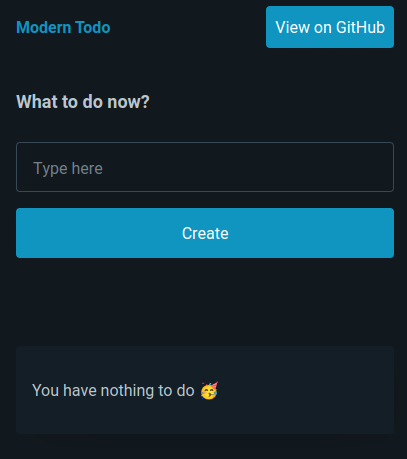 Modern Todo
View on GitHub
What to do now?
Type here
Create
You have nothing to do 🥳